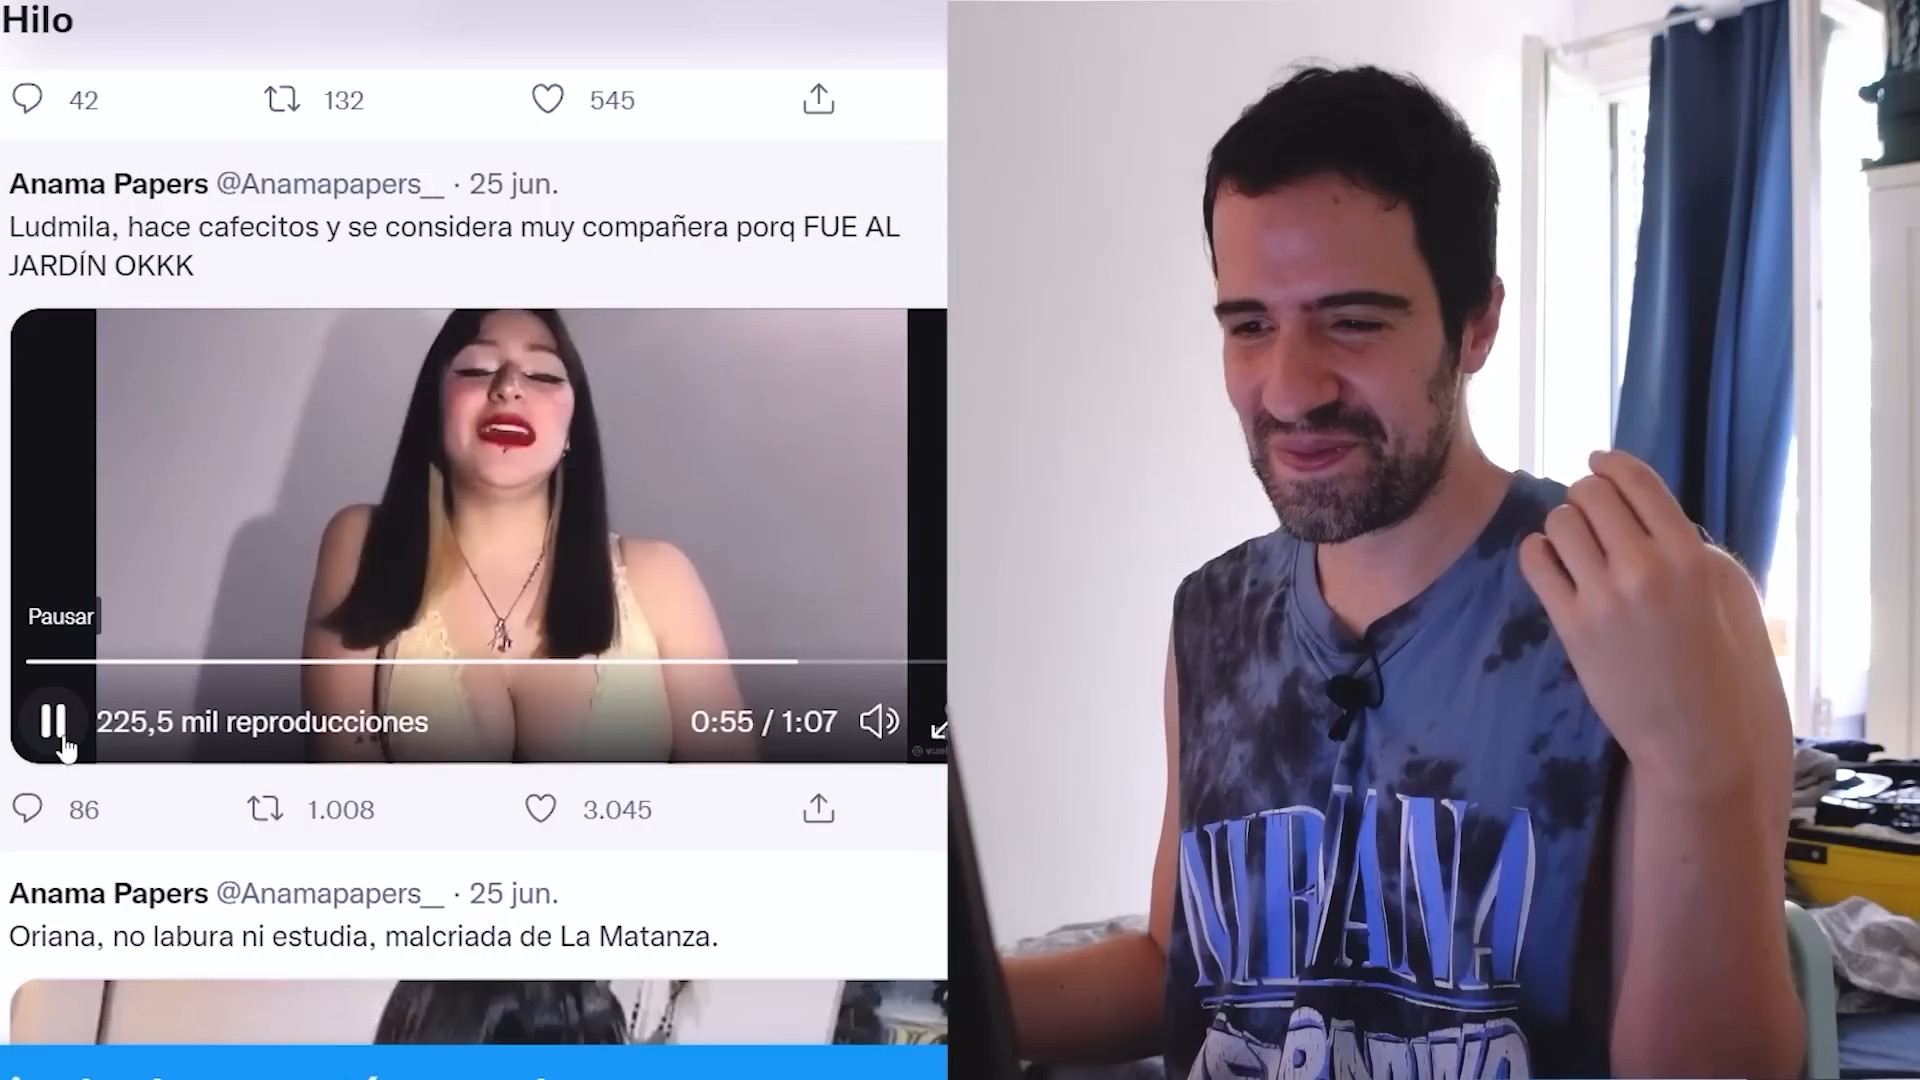 Hilo
42 132 545
Anama Papers @Anamapapers__ · 25 jun.
Ludmila, hace cafecitos y se considera muy compañera porq FUE AL
JARDÍN OKKK
Pausar
225,5 mil reproducciones 0:55 / 1:07
86 1.008 3.045
Anama Papers @Anamapapers__ · 25 jun.
Oriana, no labura ni estudia, malcriada de La Matanza.
NIRVANA